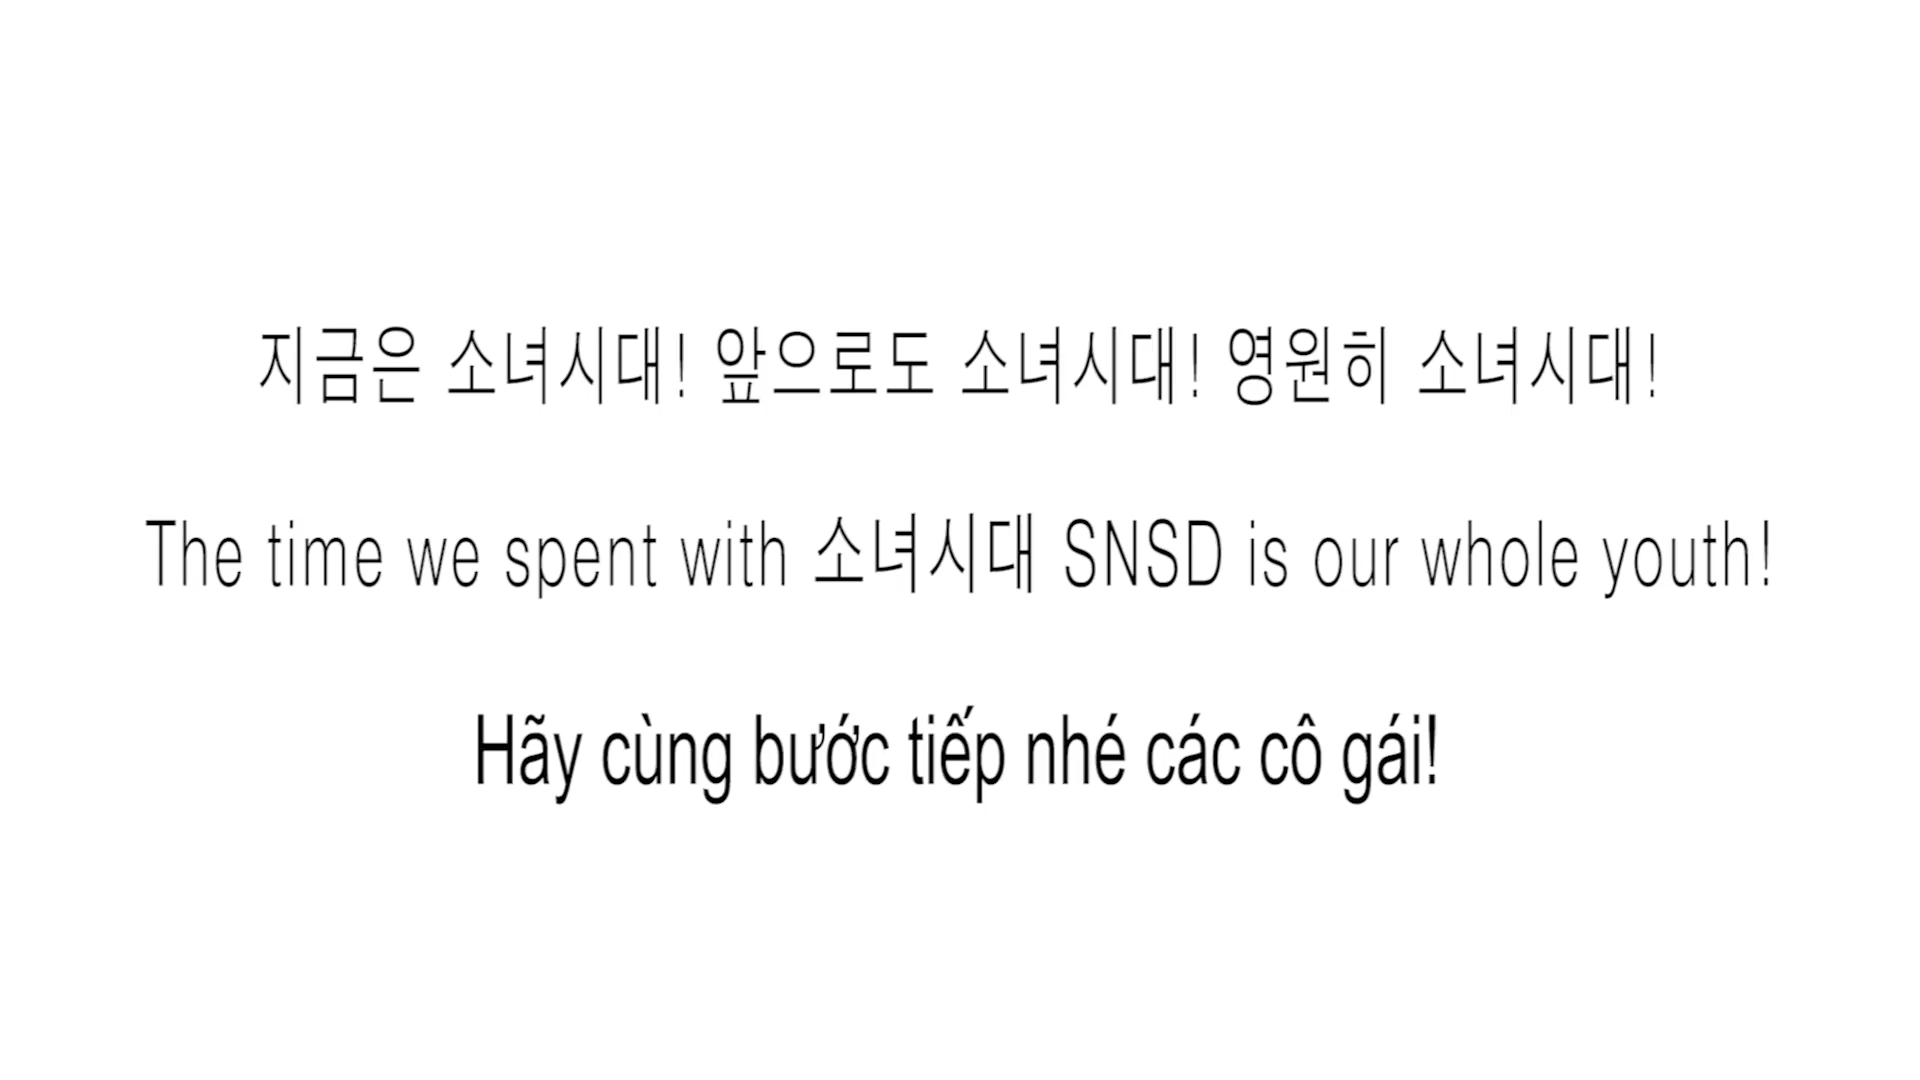 지금은 소녀시대! 앞으로도 소녀시대! 영원히 소녀시대!
The time we spent with 소녀시대 SNSD is our whole youth!
Hãy cùng bước tiếp nhé các cô gái!